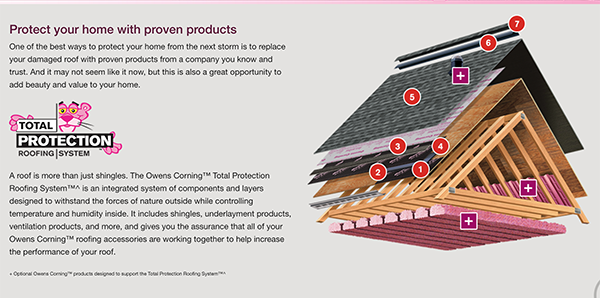 Protect your home with proven products
One of the best ways to protect your home from the next storm is to replace
your damaged roof with proven products from a company you know and
trust. And it may not seem like it now, but this is also a great opportunity to
add beauty and value to your home.
TOTAL
PROTECTION
ROOFING SYSTEM
A roof is more than just shingles. The Owens Corning™ Total Protection
Roofing System™^ is an integrated system of components and layers
designed to withstand the forces of nature outside while controlling
temperature and humidity inside. It includes shingles, underlayment products,
ventilation products, and more, and gives you the assurance that all of your
Owens Corning™ roofing accessories are working together to help increase
the performance of your roof.
+ Optional Owens Corning™ products designed to support the Total Protection Roofing System™^
7
6
+
5
3
4
2
1
+
+